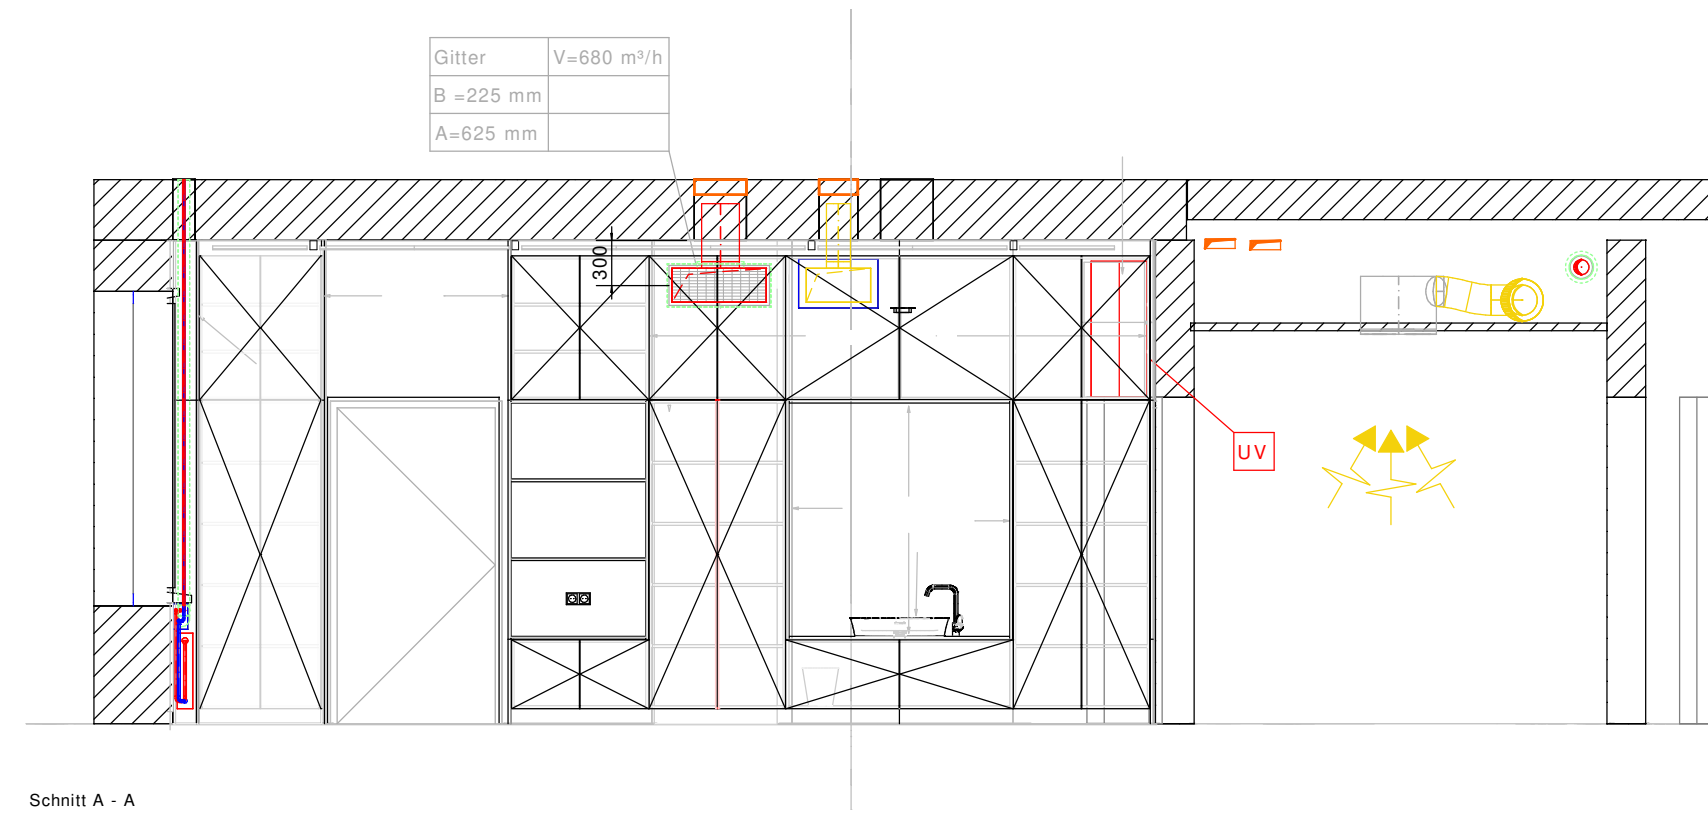 Gitter V=680 m³/h
B =225 mm
A=625 mm
300
UV
Schnitt A - A